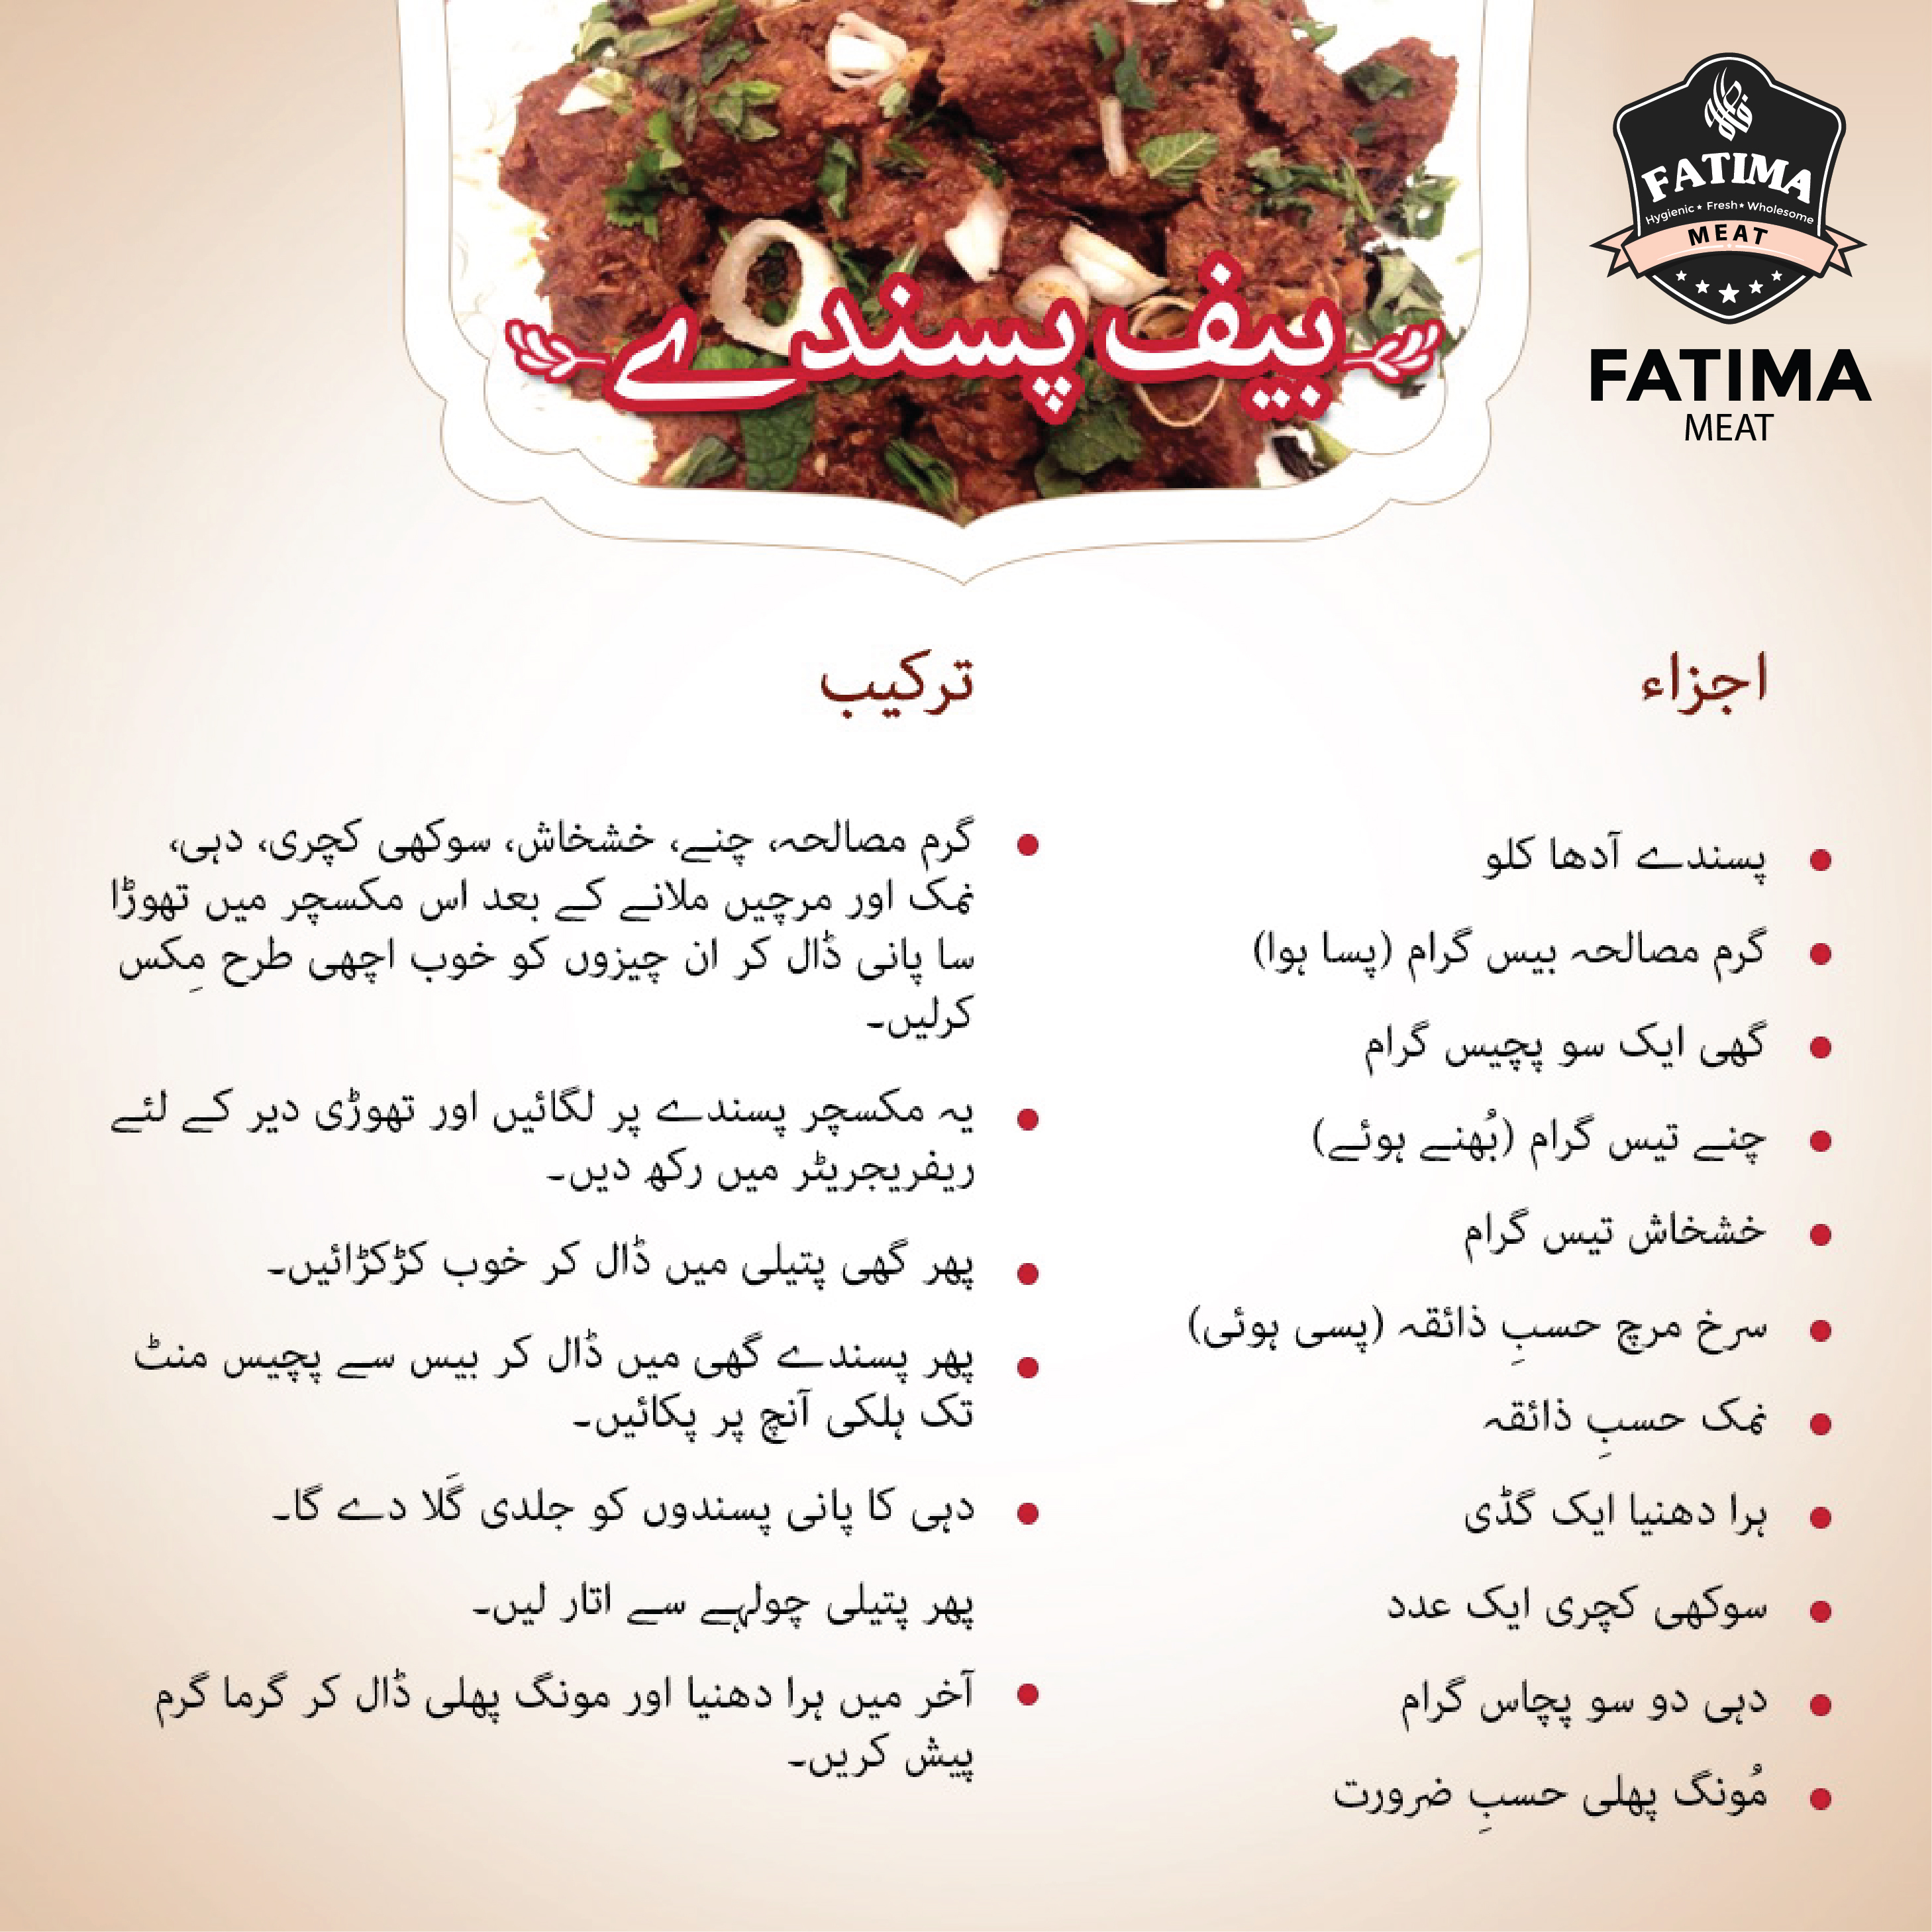 فاطمہ
FATIMA
Hygienic ★ Fresh ★ Wholesome
MEAT
FATIMA
MEAT
بیف پسندے
اجزاء
پسندے آدھا کلو
گرم مصالحہ بیس گرام (پسا ہوا)
گھی ایک سو پچیس گرام
چنے تیس گرام (بُھنے ہوئے)
خشخاش تیس گرام
سرخ مرچ حسبِ ذائقہ (پسی ہوئی)
نمک حسبِ ذائقہ
ہرا دھنیا ایک گڈی
سوکھی کچری ایک عدد
دہی دو سو پچاس گرام
مُونگ پھلی حسبِ ضرورت
ترکیب
گرم مصالحہ، چنے، خشخاش، سوکھی کچری، دہی،
نمک اور مرچیں ملانے کے بعد اس مکسچر میں تھوڑا
سا پانی ڈال کر ان چیزوں کو خوب اچھی طرح مِکس
کرلیں۔
یہ مکسچر پسندے پر لگائیں اور تھوڑی دیر کے لئے
ریفریجریٹر میں رکھ دیں۔
پھر گھی پتیلی میں ڈال کر خوب کڑکڑائیں۔
پھر پسندے گھی میں ڈال کر بیس سے پچیس منٹ
تک ہلکی آنچ پر پکائیں۔
دہی کا پانی پسندوں کو جلدی گَلا دے گا۔
پھر پتیلی چولہے سے اتار لیں۔
آخر میں ہرا دھنیا اور مونگ پھلی ڈال کر گرما گرم
پیش کریں۔